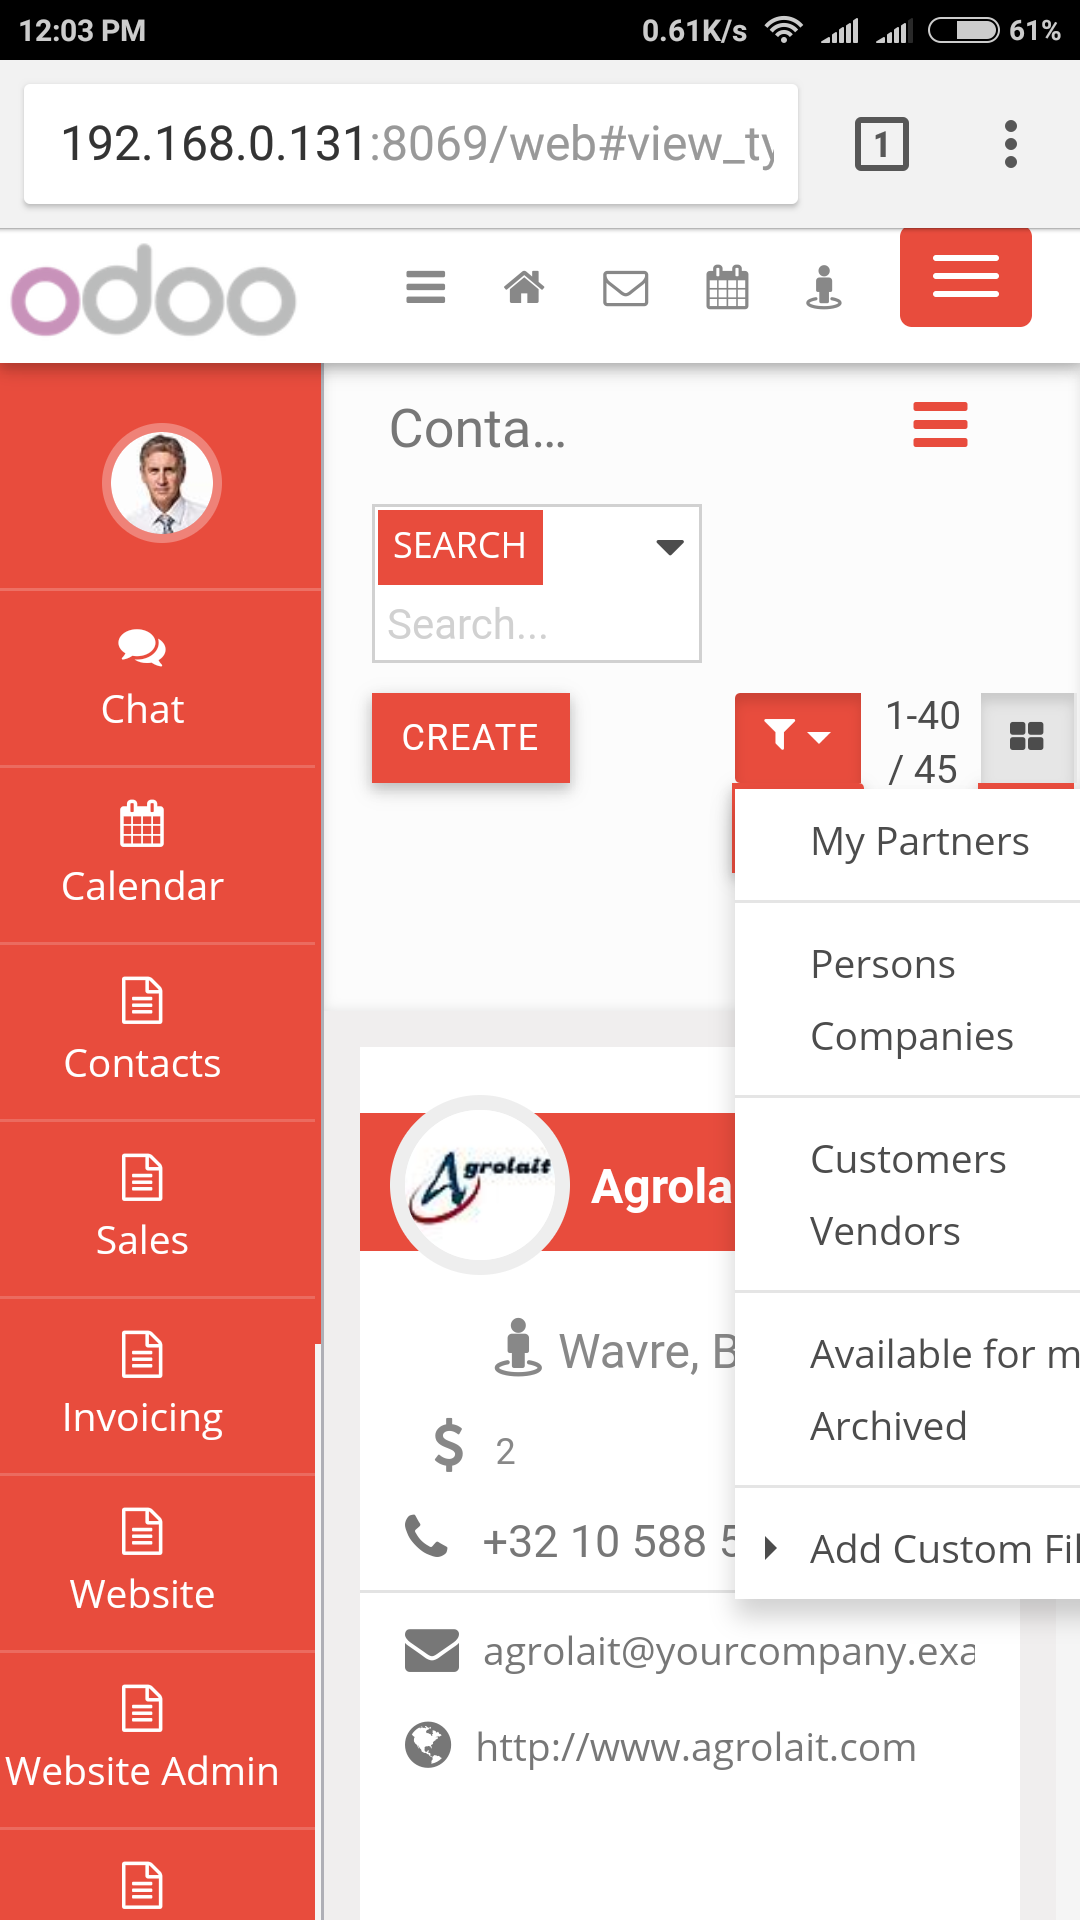 12:03 PM 0.61K/s 61%
192.168.0.131:8069/web#view_ty
1
odoo
Conta...
SEARCH
Search...
CREATE
1-40
/ 45
Chat
Calendar
Contacts
Sales
Invoicing
Website
Website Admin
My Partners
Persons
Companies
Customers
Vendors
Available for m
Archived
Add Custom Fil
Agrolait
Agrola
Wavre, B
$ 2
+32 10 588 5
agrolait@yourcompany.exa
http://www.agrolait.com